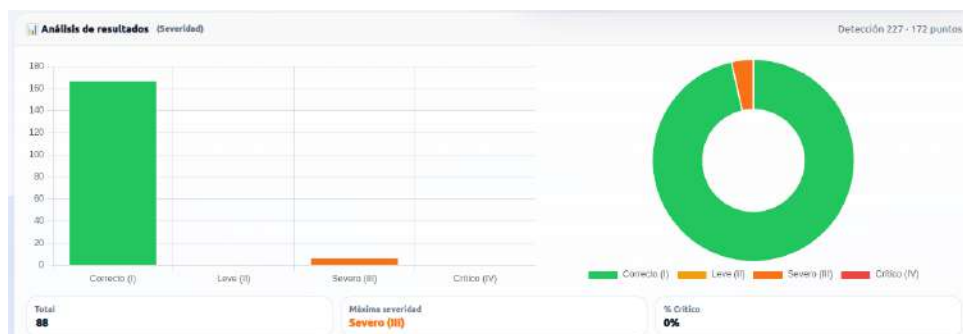 Análisis de resultados (Severidad)
Detección 227 - 172 puntos
180
160
140
120
100
80
60
40
20
0
Correcto (I) Leve (II) Severo (III) Crítico (IV)
Correcto (I) Leve (II) Severo (III) Crítico (IV)
Total
88
Máxima severidad
Severo (III)
% Crítico
0%